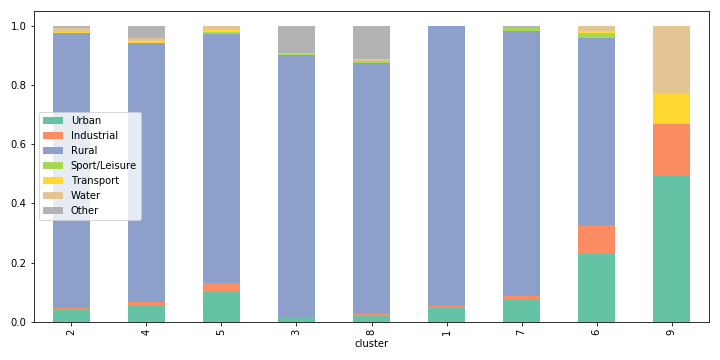 1.0
0.8
0.6
0.4
0.2
0.0
Urban
Industrial
Rural
Sport/Leisure
Transport
Water
Other
2 4 5 3 8 1 7 6 9
cluster